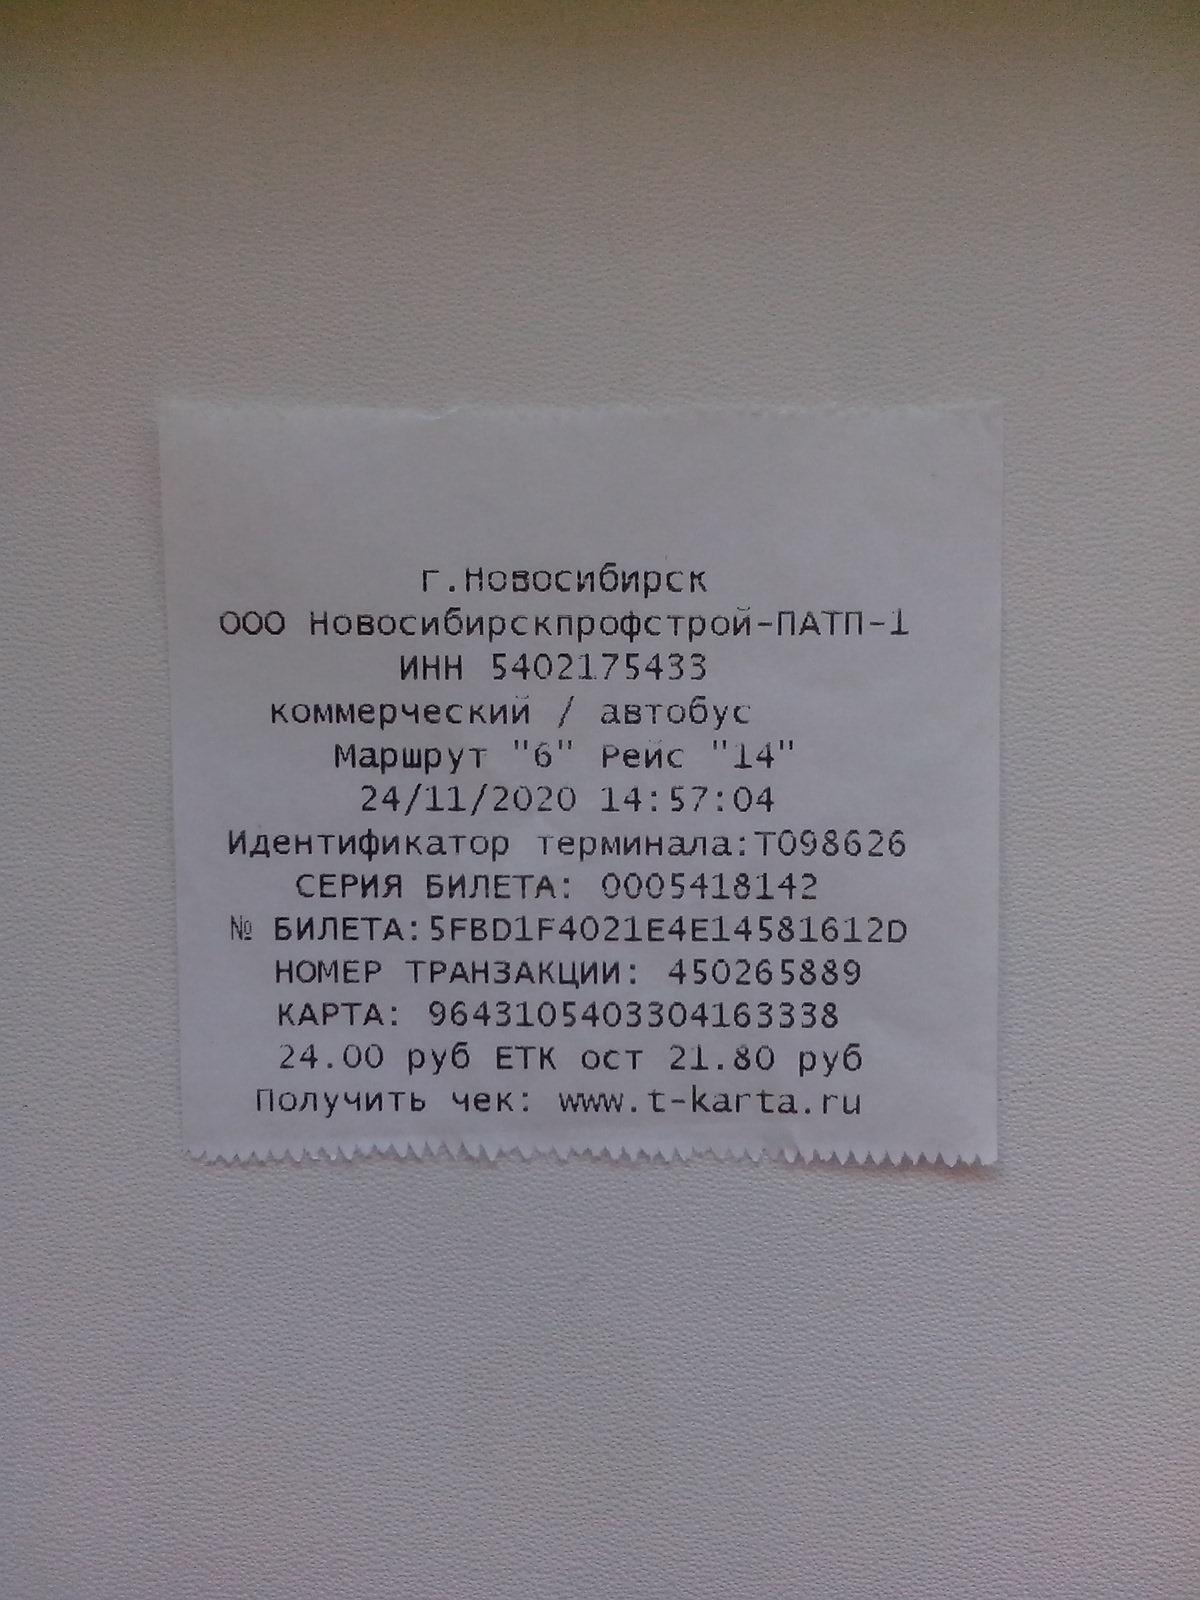 г.Новосибирск
ООО Новосибирскпрофстрой-ПАТП-1
ИНН 5402175433
коммерческий / автобус
Маршрут "6" Рейс "14"
24/11/2020 14:57:04
Идентификатор терминала:T098626
СЕРИЯ БИЛЕТА: 0005418142
№ БИЛЕТА:5FBD1F4021E4E14581612D
НОМЕР ТРАНЗАКЦИИ: 450265889
КАРТА: 9643105403304163338
24.00 руб ЕТК ост 21.80 руб
Получить чек: www.t-karta.ru